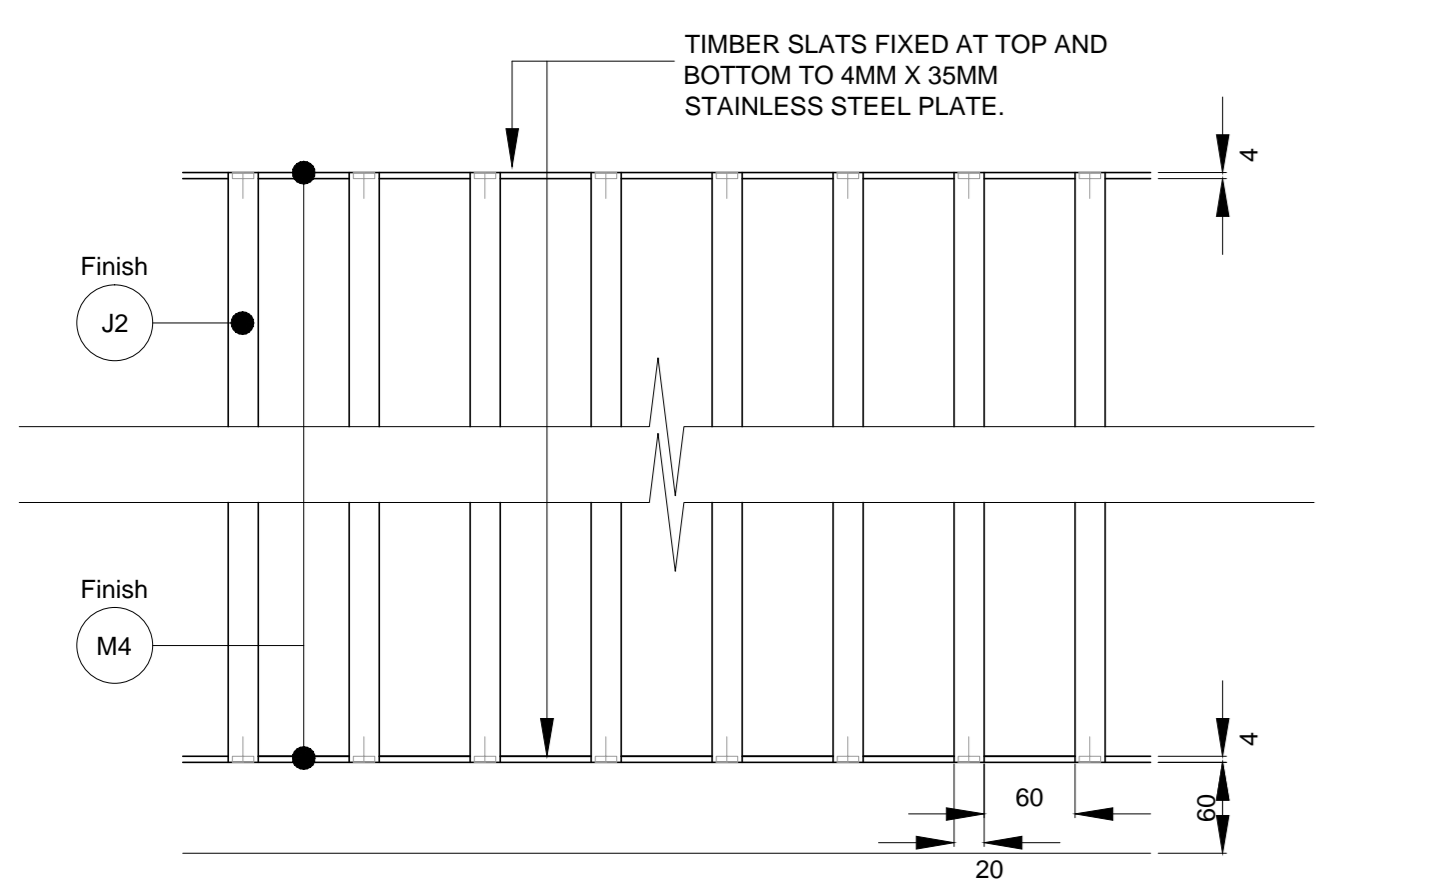 TIMBER SLATS FIXED AT TOP AND
BOTTOM TO 4MM X 35MM
STAINLESS STEEL PLATE.
4
Finish
J2
Finish
M4
4
60
60
20